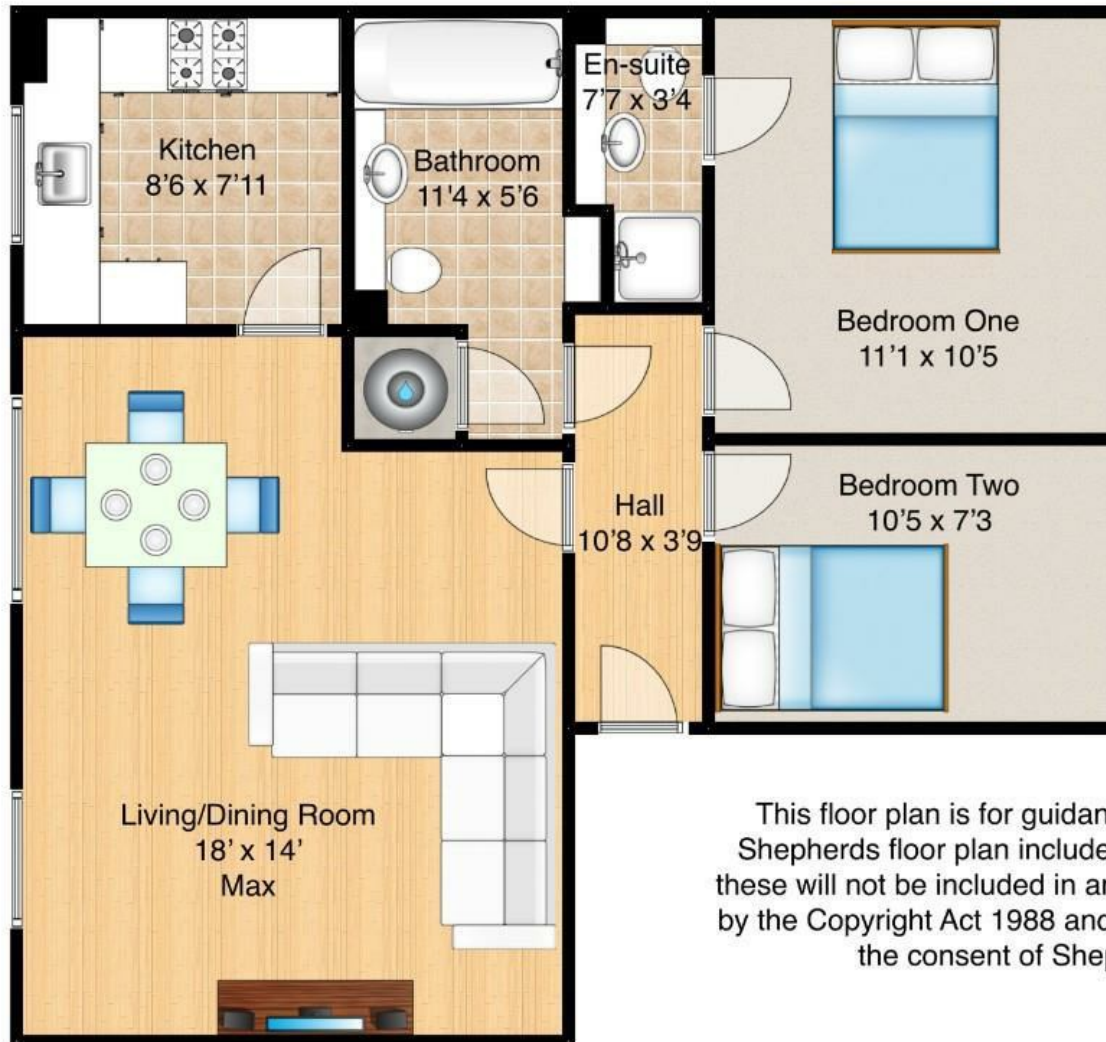 Kitchen
8'6 x 7'11
Bathroom
11'4 x 5'6
En-suite
7'7 x 3'4
Bedroom One
11'1 x 10'5
Bedroom Two
10'5 x 7'3
Hall
10'8 x 3'9
Living/Dining Room
18' x 14'
Max
This floor plan is for guidan
Shepherds floor plan include
these will not be included in
by the Copyright Act 1988 and
the consent of